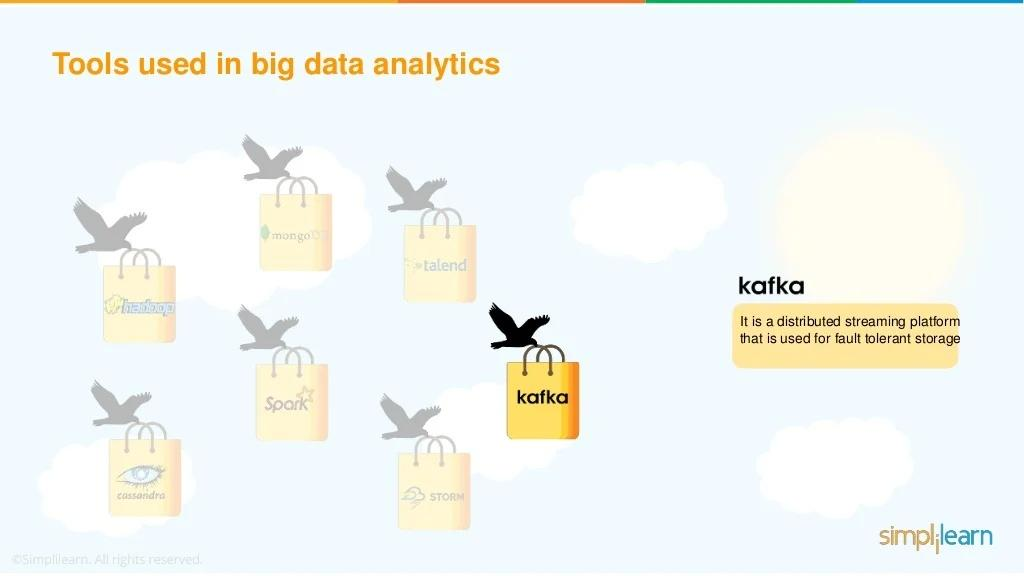 Tools used in big data analytics
mongoDB
talend
hadoop
kafka
It is a distributed streaming platform
that is used for fault tolerant storage
Spark
kafka
cassandra
STORM
simplilearn
©Simplilearn. All rights reserved.